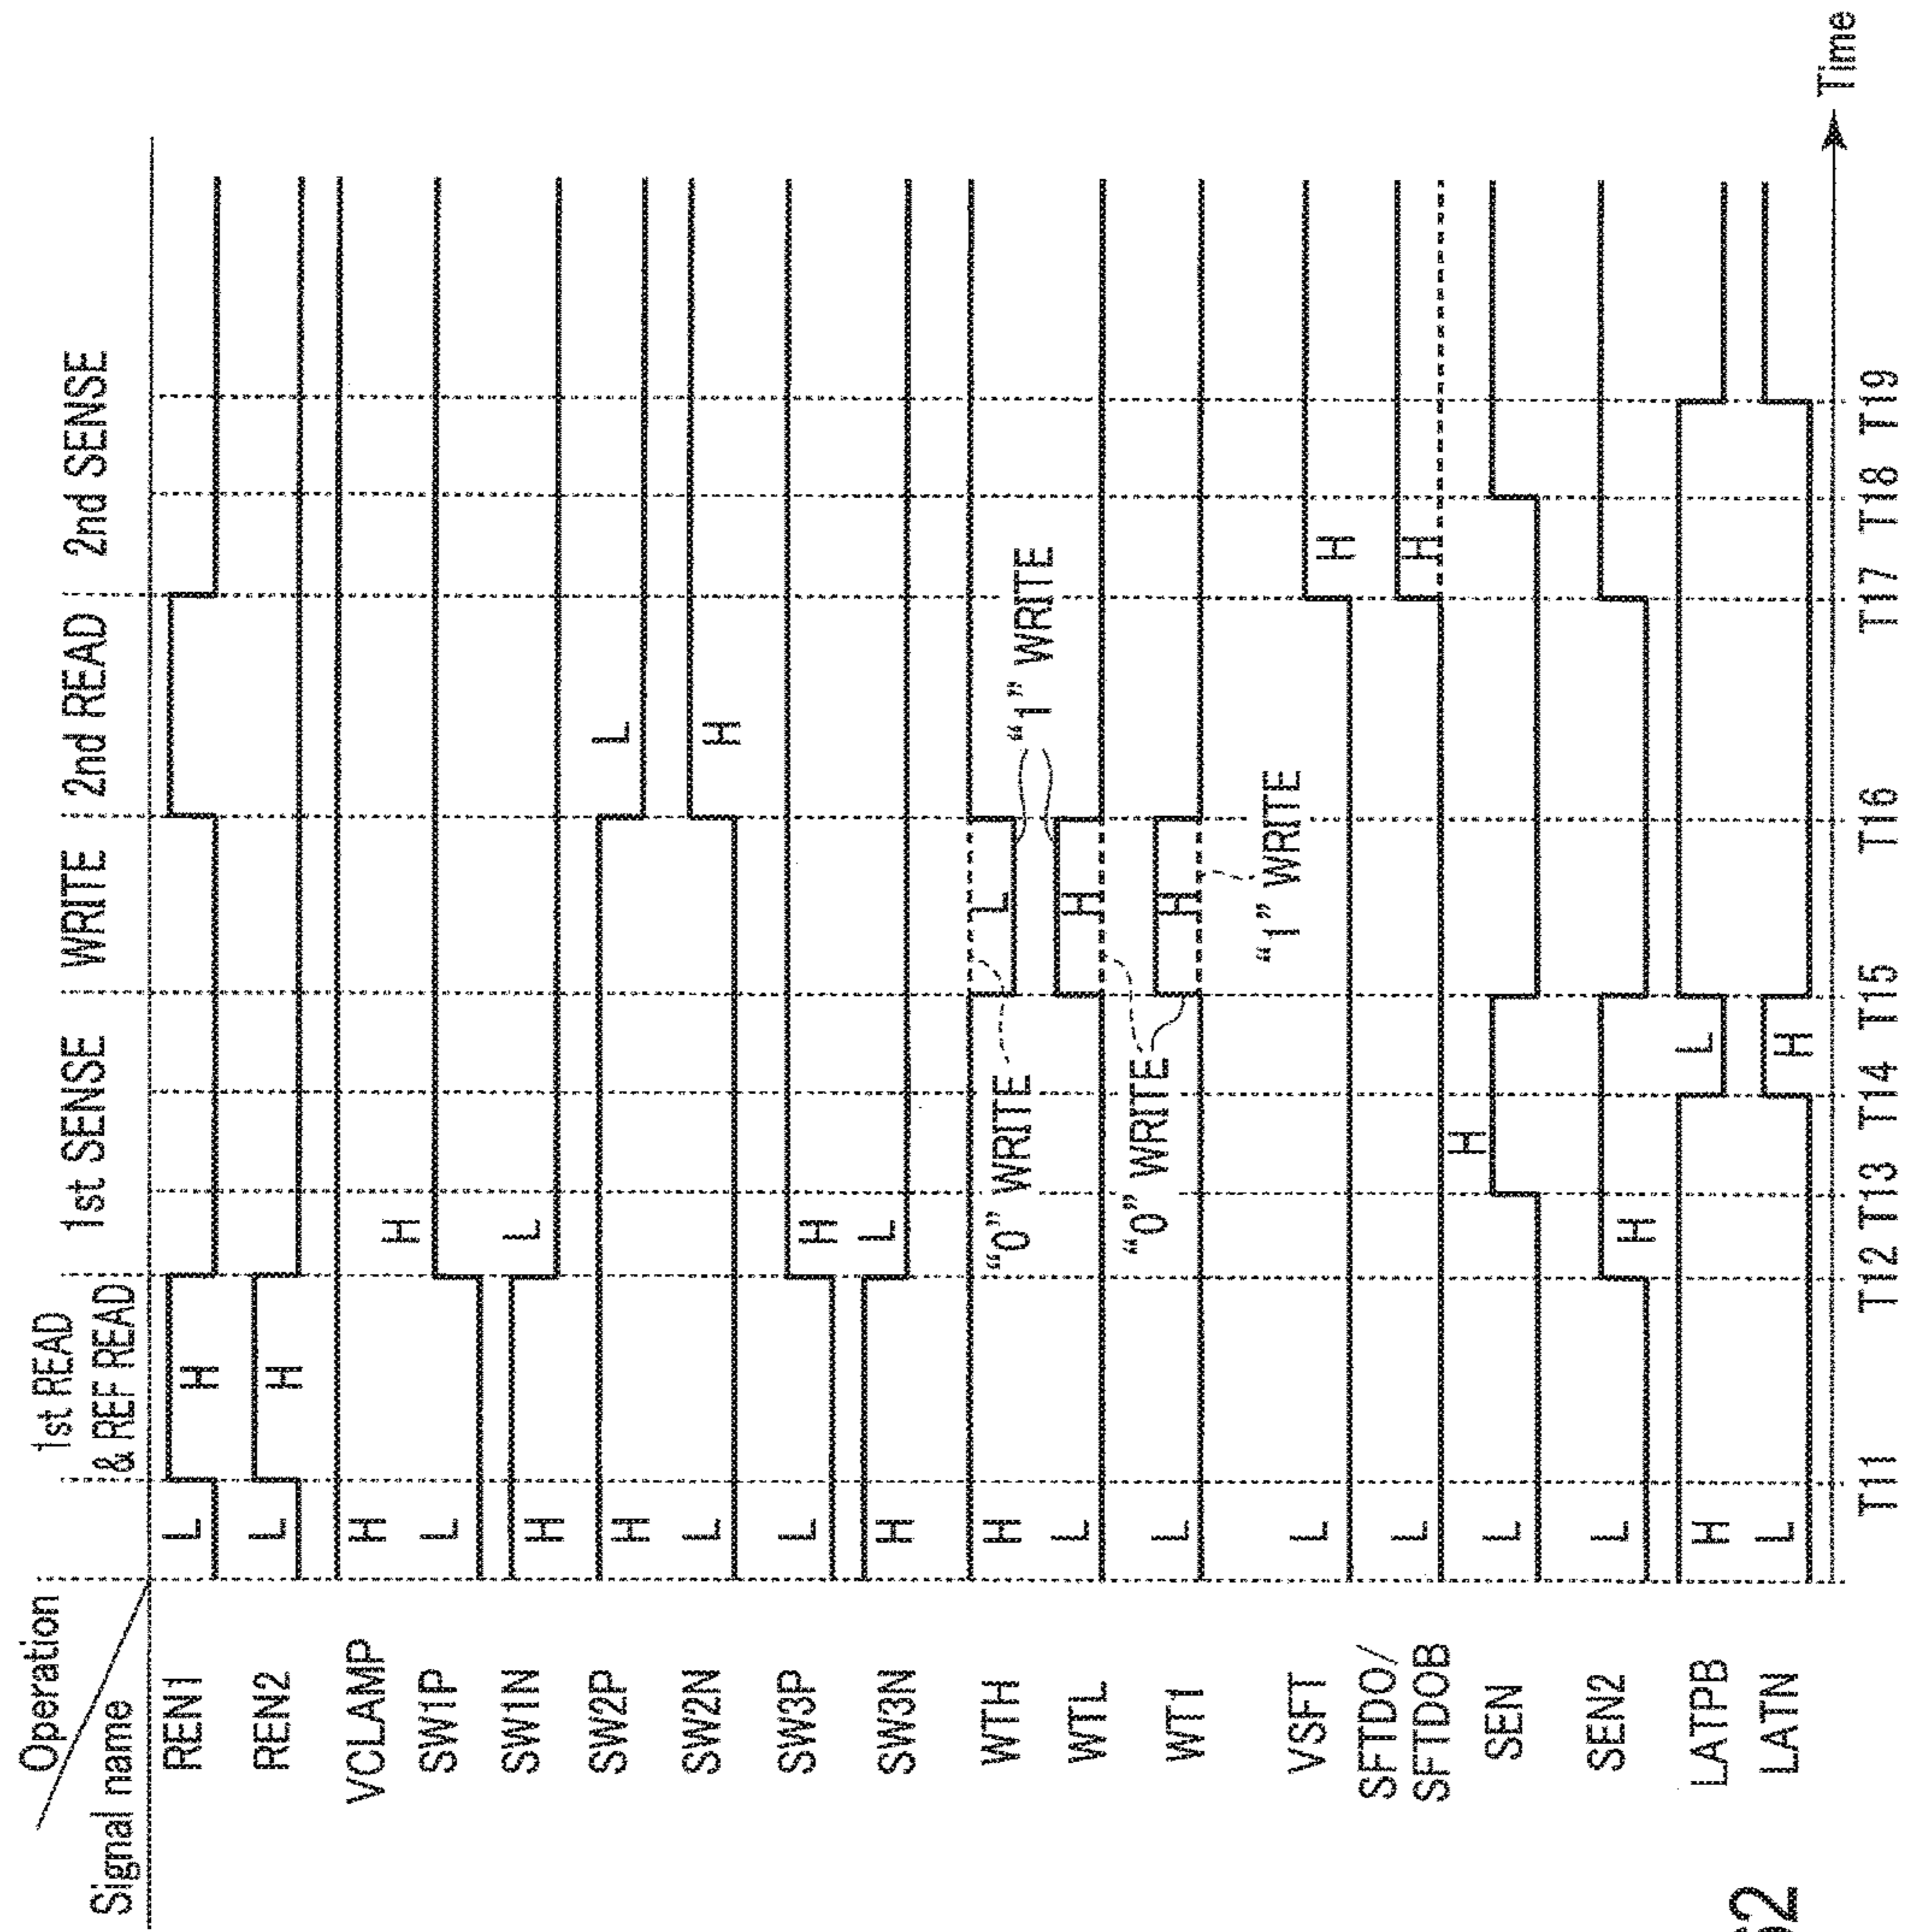 Operation
Signal name
1st READ
& REF READ
1st SENSE
WRITE
2nd READ
2nd SENSE
REN1 L H
REN2 L H
VCLAMP H
SW1P L H
SW1N H L
SW2P H L
SW2N L H
SW3P L H
SW3N H L
WTH H L
"0" WRITE
"1" WRITE
WTL L H
"0" WRITE
WT1 L H
"1" WRITE
VSFT L H
SFTDO/
SFTDOB L H
SEN L H
SEN2 L H
LATPB H L
LATN L H
T11 T12 T13 T14 T15 T16 T17 T18 T19
Time